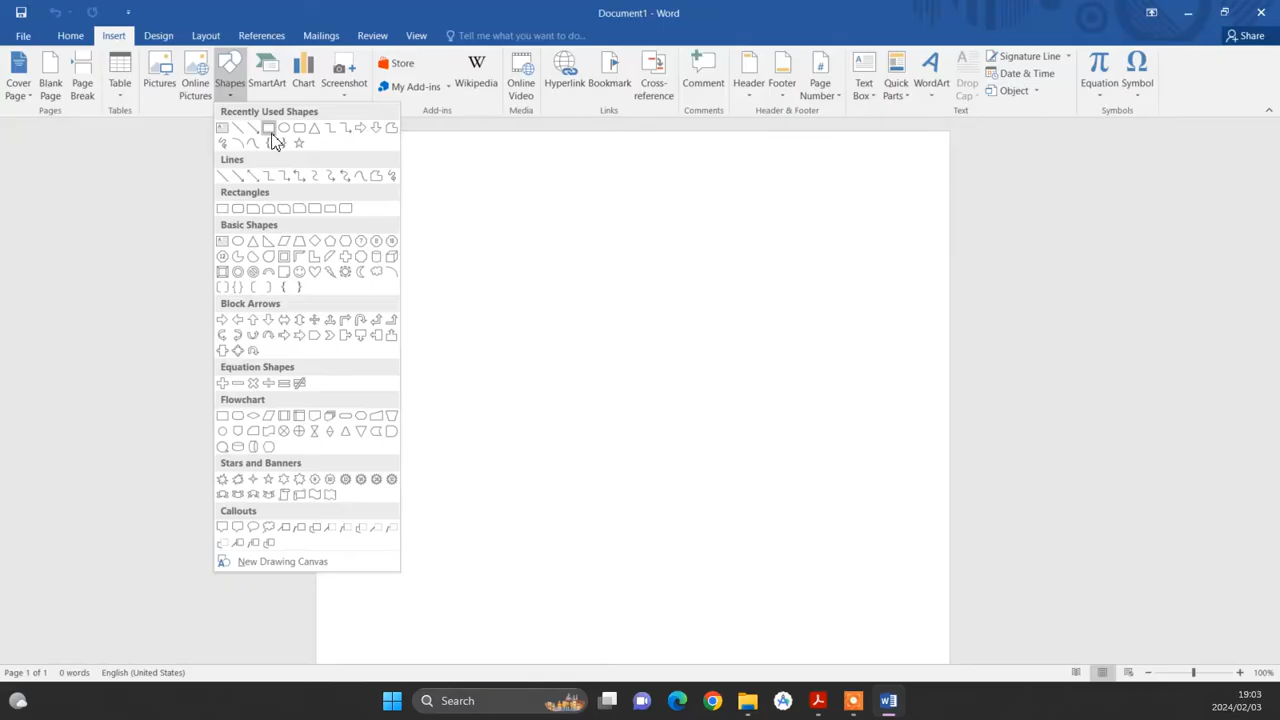 Document1 - Word
File Home Insert Design Layout References Mailings Review View Tell me what you want to do... Share
Cover Page
Blank Page
Page Break
Table
Pictures
Online Pictures
Shapes
SmartArt
Chart
Screenshot
Store
My Add-ins
Wikipedia
Online Video
Hyperlink
Bookmark
Cross-reference
Comment
Header
Footer
Page Number
Text Box
Quick Parts
WordArt
Drop Cap
Signature Line
Date & Time
Object
Equation
Symbol
Pages Tables Add-ins Media Links Comments Header & Footer Text Symbols
Recently Used Shapes
Lines
Rectangles
Basic Shapes
Block Arrows
Equation Shapes
Flowchart
Stars and Banners
Callouts
New Drawing Canvas
Page 1 of 1 0 words English (United States) 100%
Search
19:03
2024/02/03